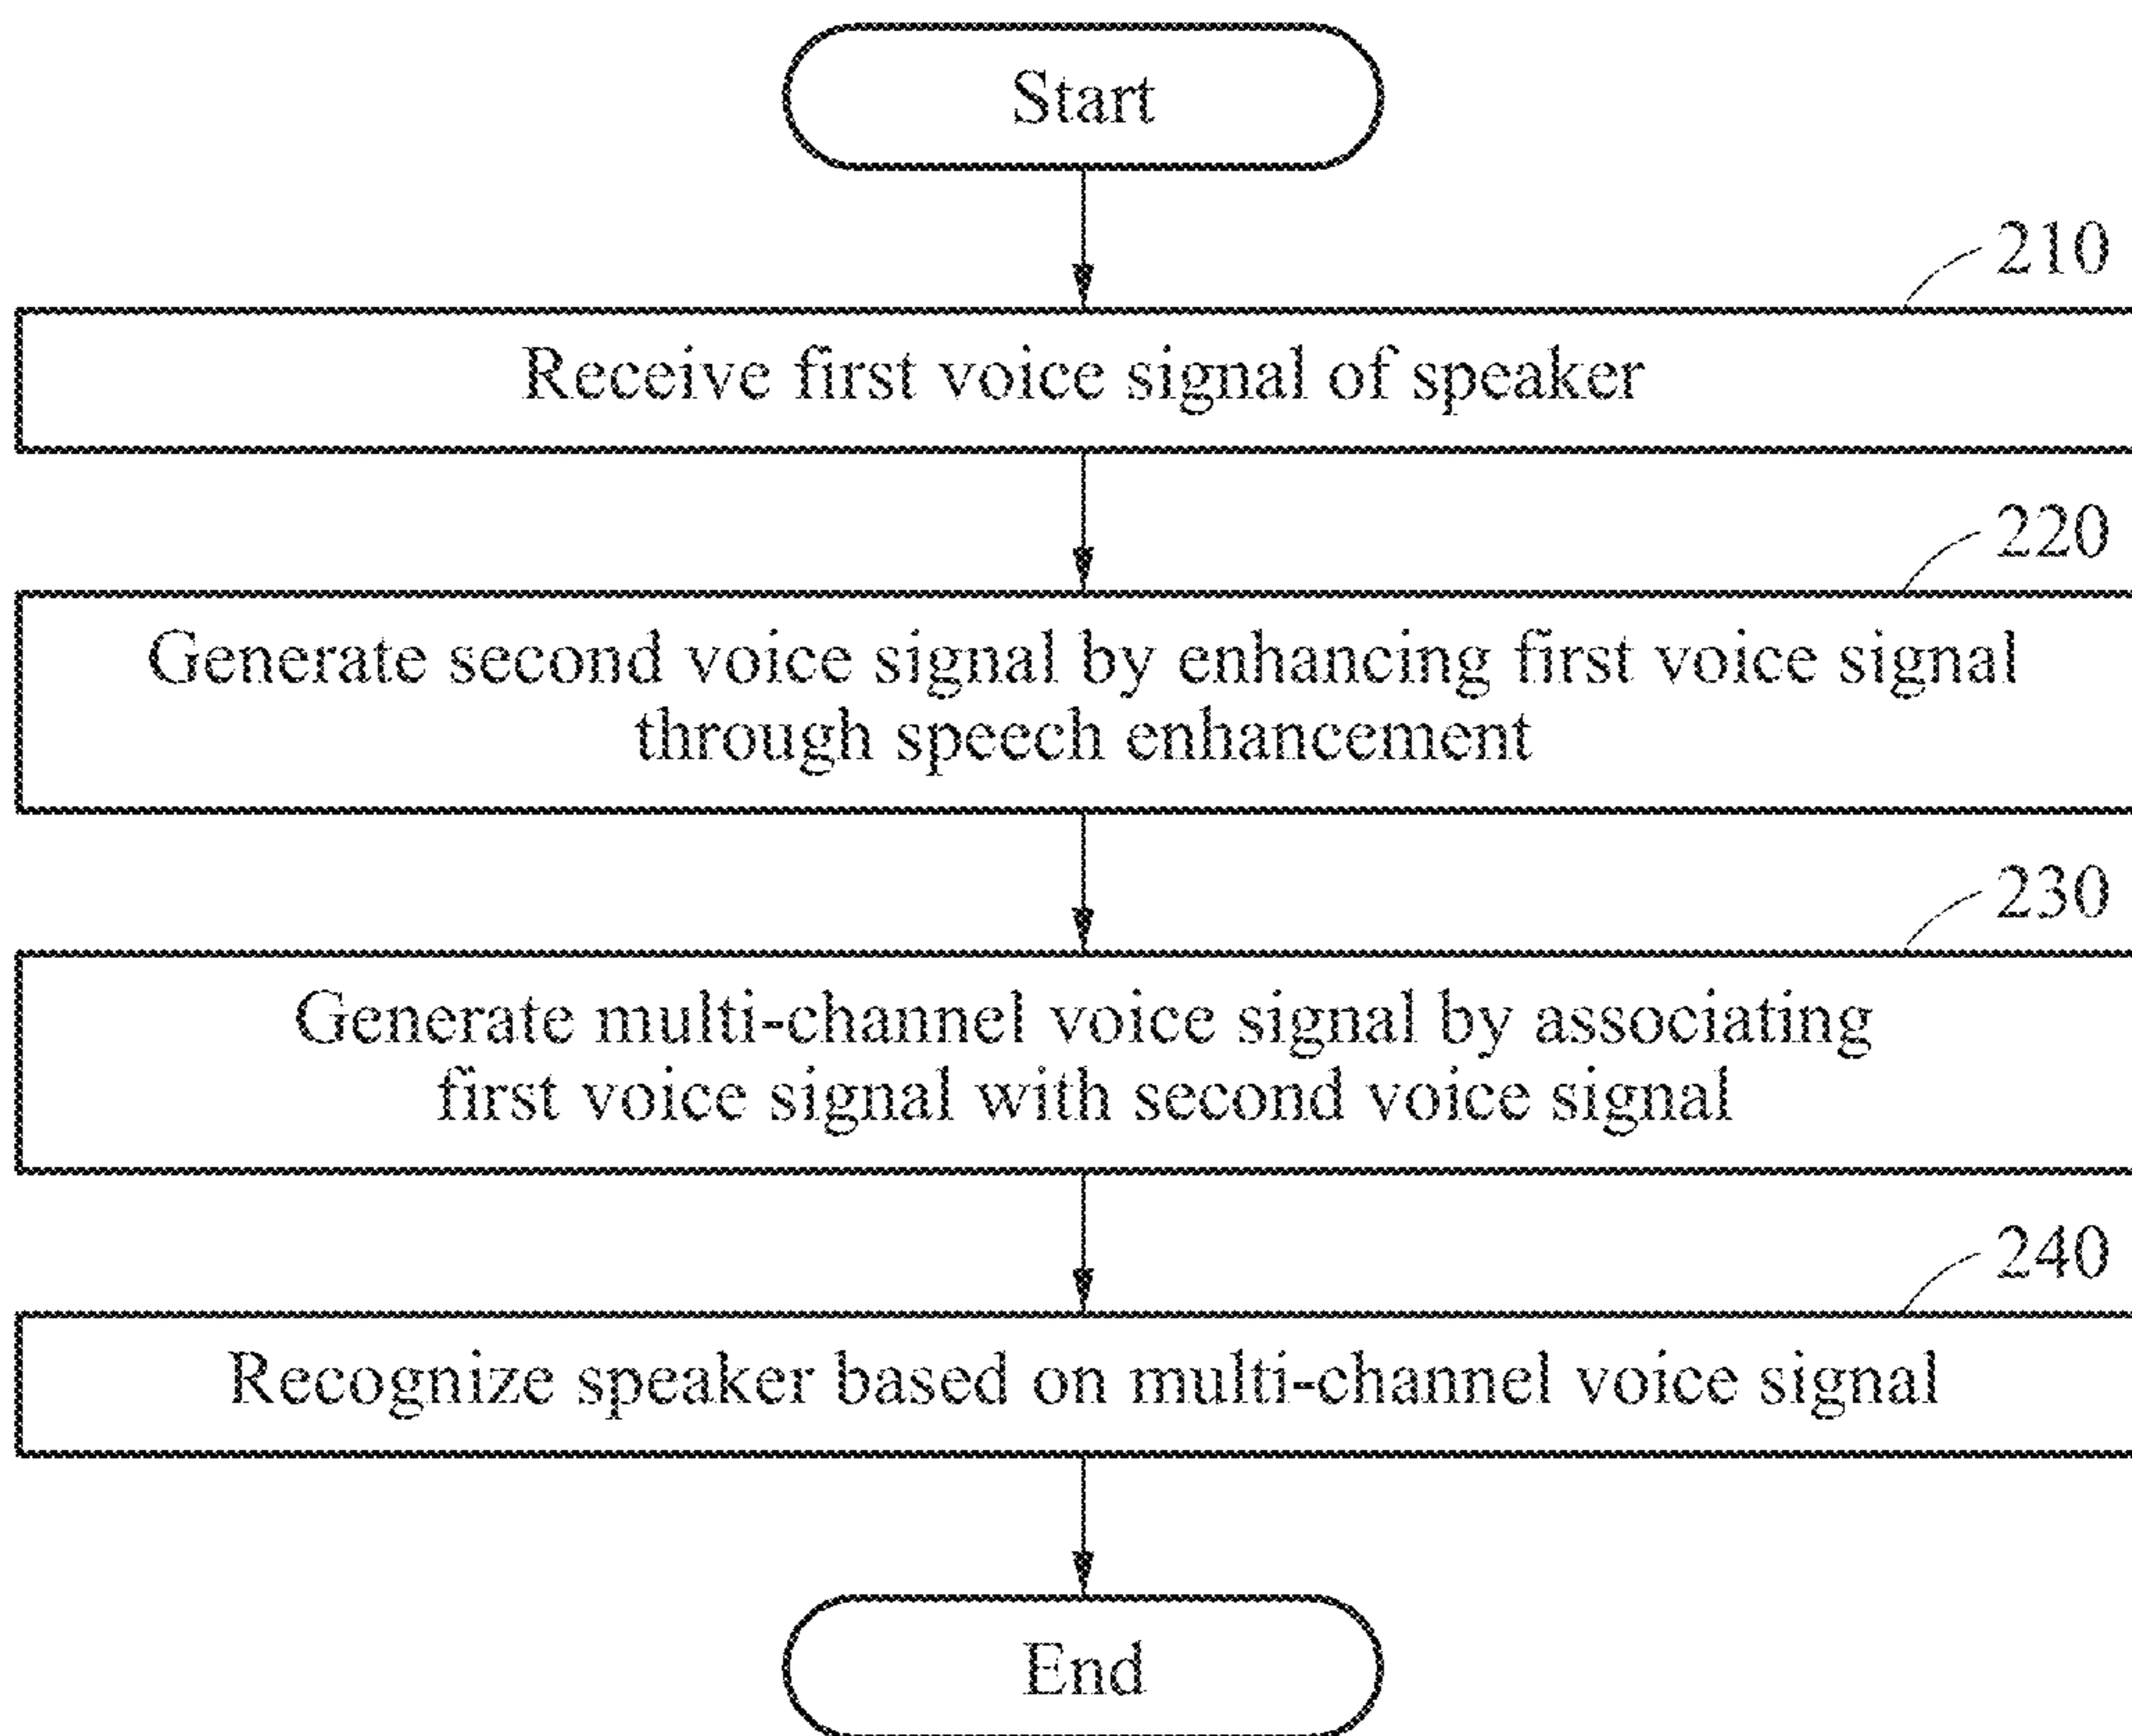 Start
210
Receive first voice signal of speaker
220
Generate second voice signal by enhancing first voice signal
through speech enhancement
230
Generate multi-channel voice signal by associating
first voice signal with second voice signal
240
Recognize speaker based on multi-channel voice signal
End